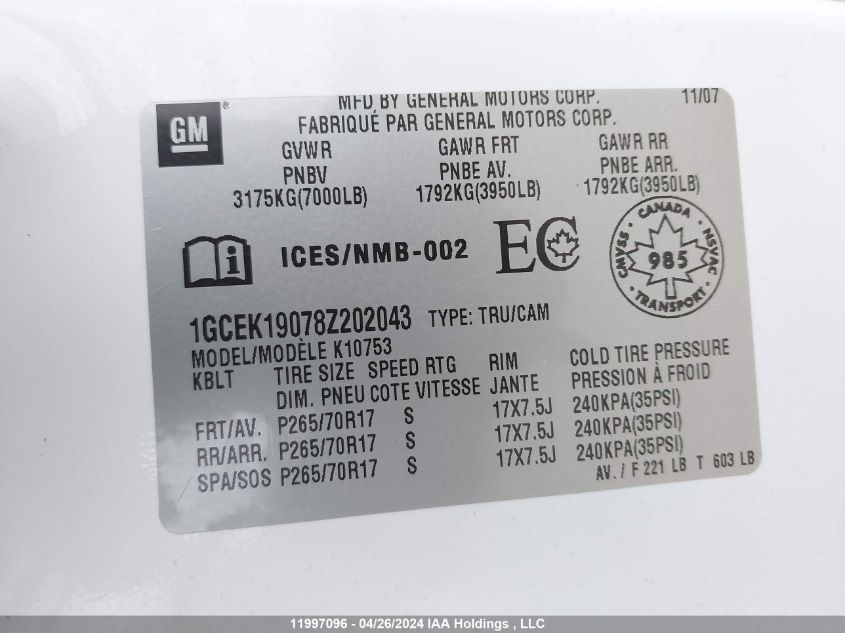 MFD BY GENERAL MOTORS CORP. 11/07
GM®
FABRIQUÉ PAR GENERAL MOTORS CORP.
GVWR GAWR FRT GAWR RR
PNBV PNBE AV. PNBE ARR.
3175KG(7000LB) 1792KG(3950LB) 1792KG(3950LB)
i ICES/NMB-002 EC
CANADA
CMVSS 985 NSVAC
TRANSPORT
1GCEK19078Z202043 TYPE: TRU/CAM
MODEL/MODÈLE K10753
KBLT TIRE SIZE SPEED RTG RIM COLD TIRE PRESSURE
DIM. PNEU COTE VITESSE JANTE PRESSION À FROID
FRT/AV. P265/70R17 S 17X7.5J 240KPA(35PSI)
RR/ARR. P265/70R17 S 17X7.5J 240KPA(35PSI)
SPA/SOS P265/70R17 S 17X7.5J 240KPA(35PSI)
AV. / F 221 LB T 603 LB
11997096 - 04/26/2024 IAA Holdings , LLC